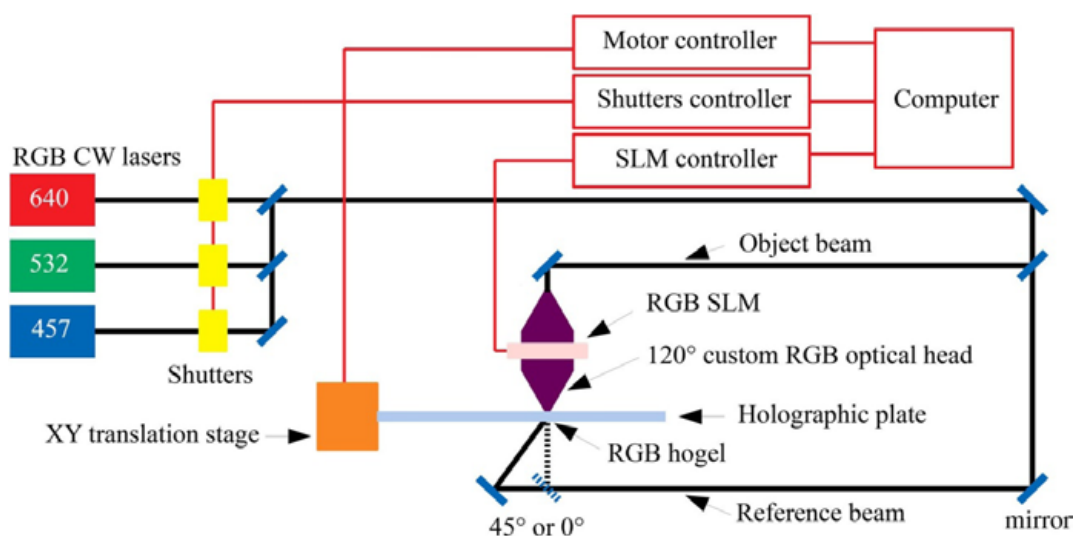 Motor controller
Shutters controller
Computer
SLM controller
RGB CW lasers
640
532
457
Shutters
Object beam
RGB SLM
120° custom RGB optical head
Holographic plate
XY translation stage
RGB hogel
45° or 0°
Reference beam
mirror